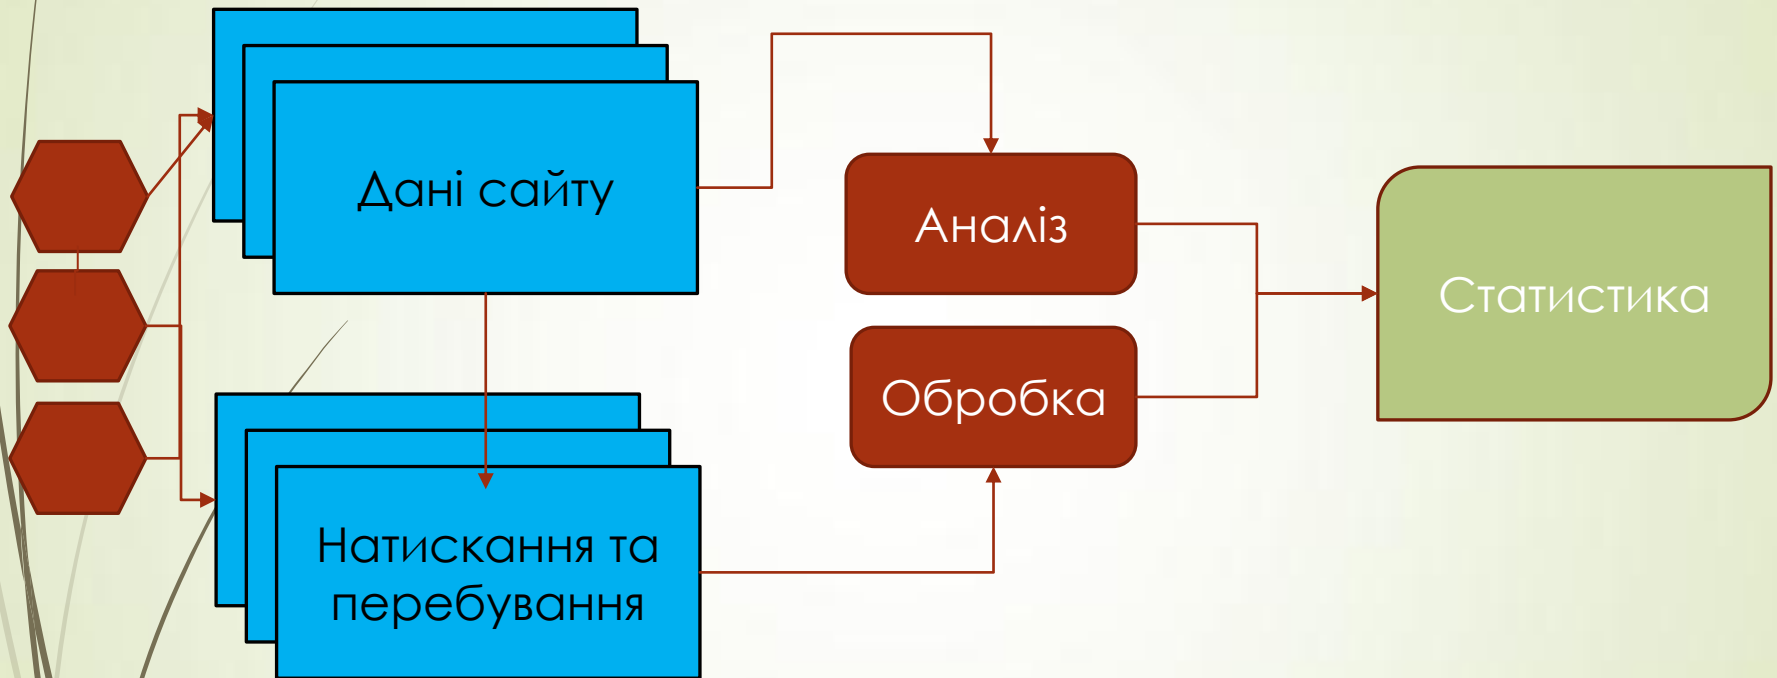 Дані сайту
Аналіз
Статистика
Обробка
Натискання та
перебування